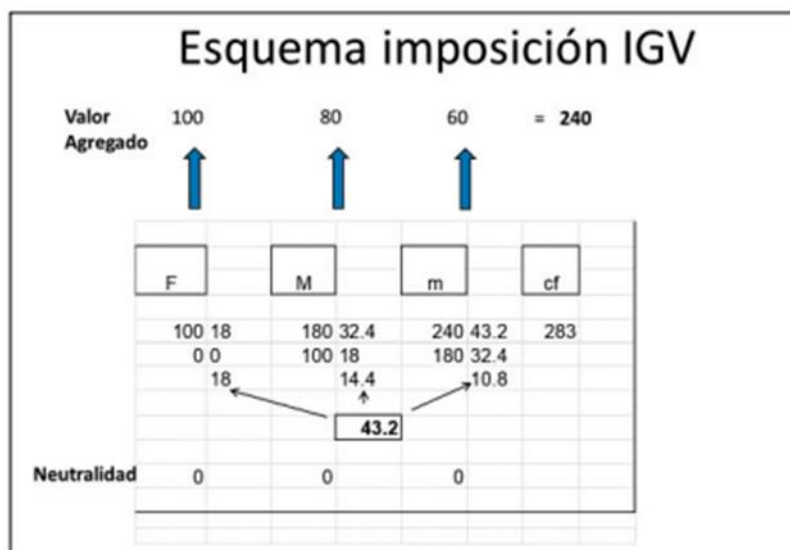 Esquema imposición IGV
Valor Agregado 100 80 60 = 240
F M m cf
100 18 180 32.4 240 43.2 283
0 0 100 18 180 32.4
18 14.4 10.8
43.2
Neutralidad 0 0 0